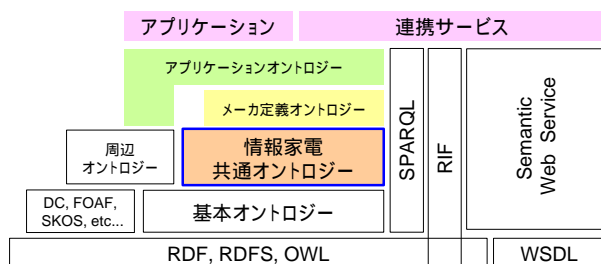 アプリケーション
連携サービス
アプリケーションオントロジー
メーカ定義オントロジー
周辺
オントロジー
情報家電
共通オントロジー
SPARQL
RIF
Semantic
Web Service
DC, FOAF,
SKOS, etc...
基本オントロジー
RDF, RDFS, OWL
WSDL